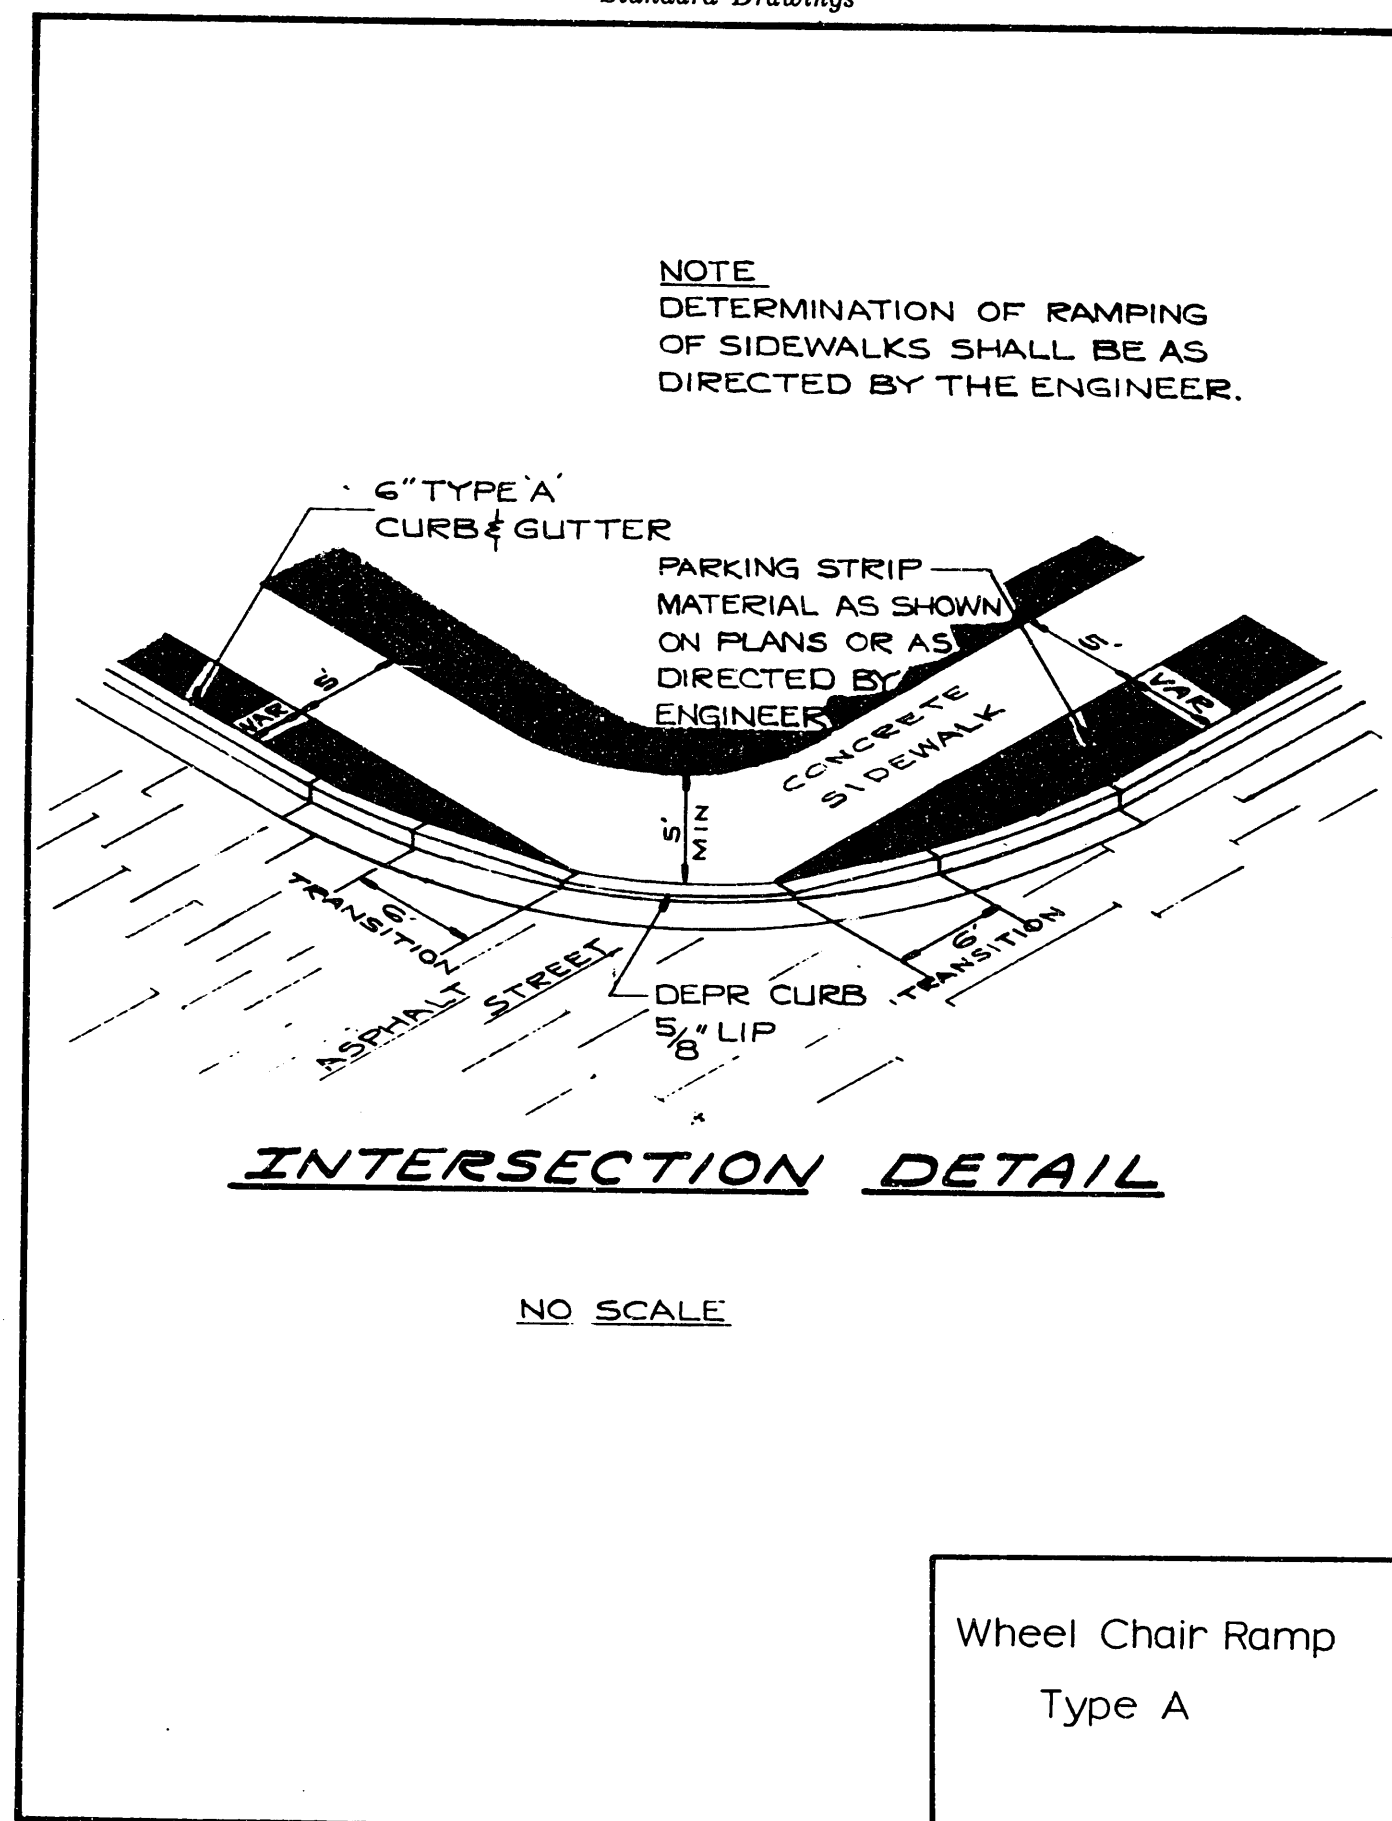 Standard Drawings
NOTE
DETERMINATION OF RAMPING
OF SIDEWALKS SHALL BE AS
DIRECTED BY THE ENGINEER.
6" TYPE 'A'
CURB & GUTTER
PARKING STRIP
MATERIAL AS SHOWN
ON PLANS OR AS
DIRECTED BY
ENGINEER
5'
VAR
5'
VAR
CONCRETE
SIDEWALK
5'
MIN
6'
TRANSITION
6'
TRANSITION
ASPHALT STREET
DEPR CURB
5/8" LIP
INTERSECTION DETAIL
NO SCALE
Wheel Chair Ramp
Type A